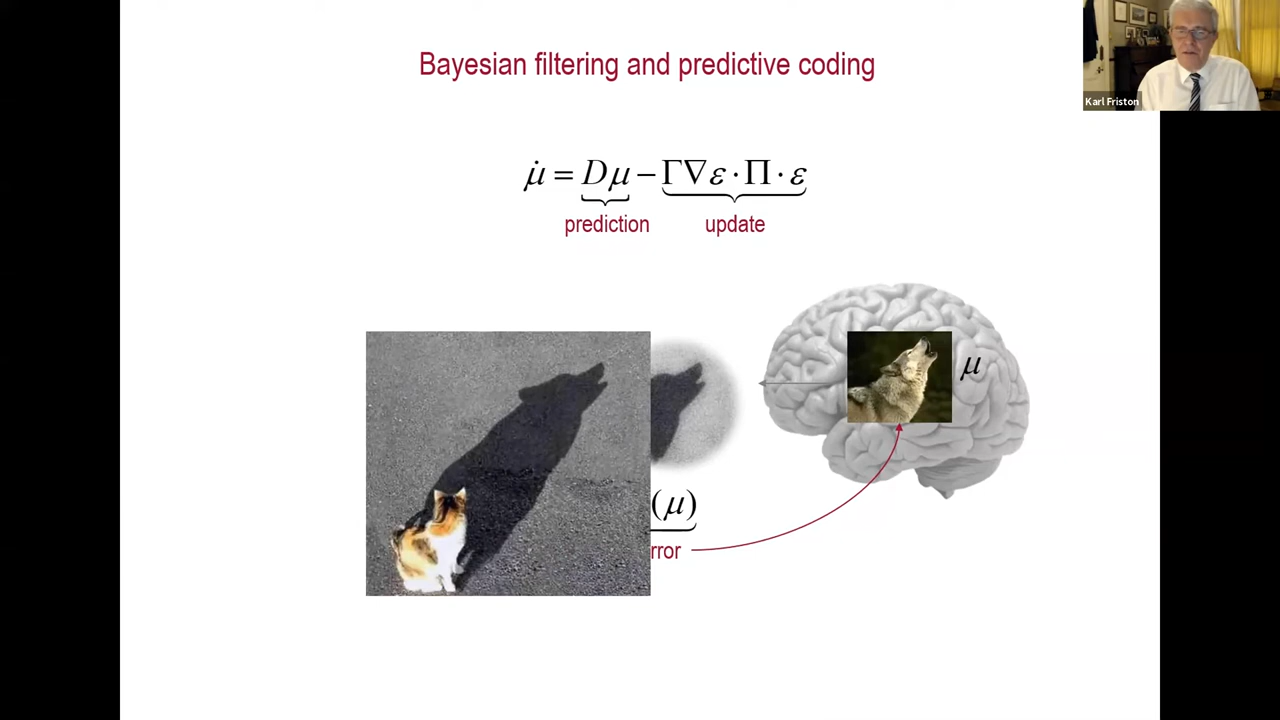 Bayesian filtering and predictive coding
Karl Friston
μ̇ = Dμ − Γ∇ε · Π · ε
prediction update
μ
(μ)
rror